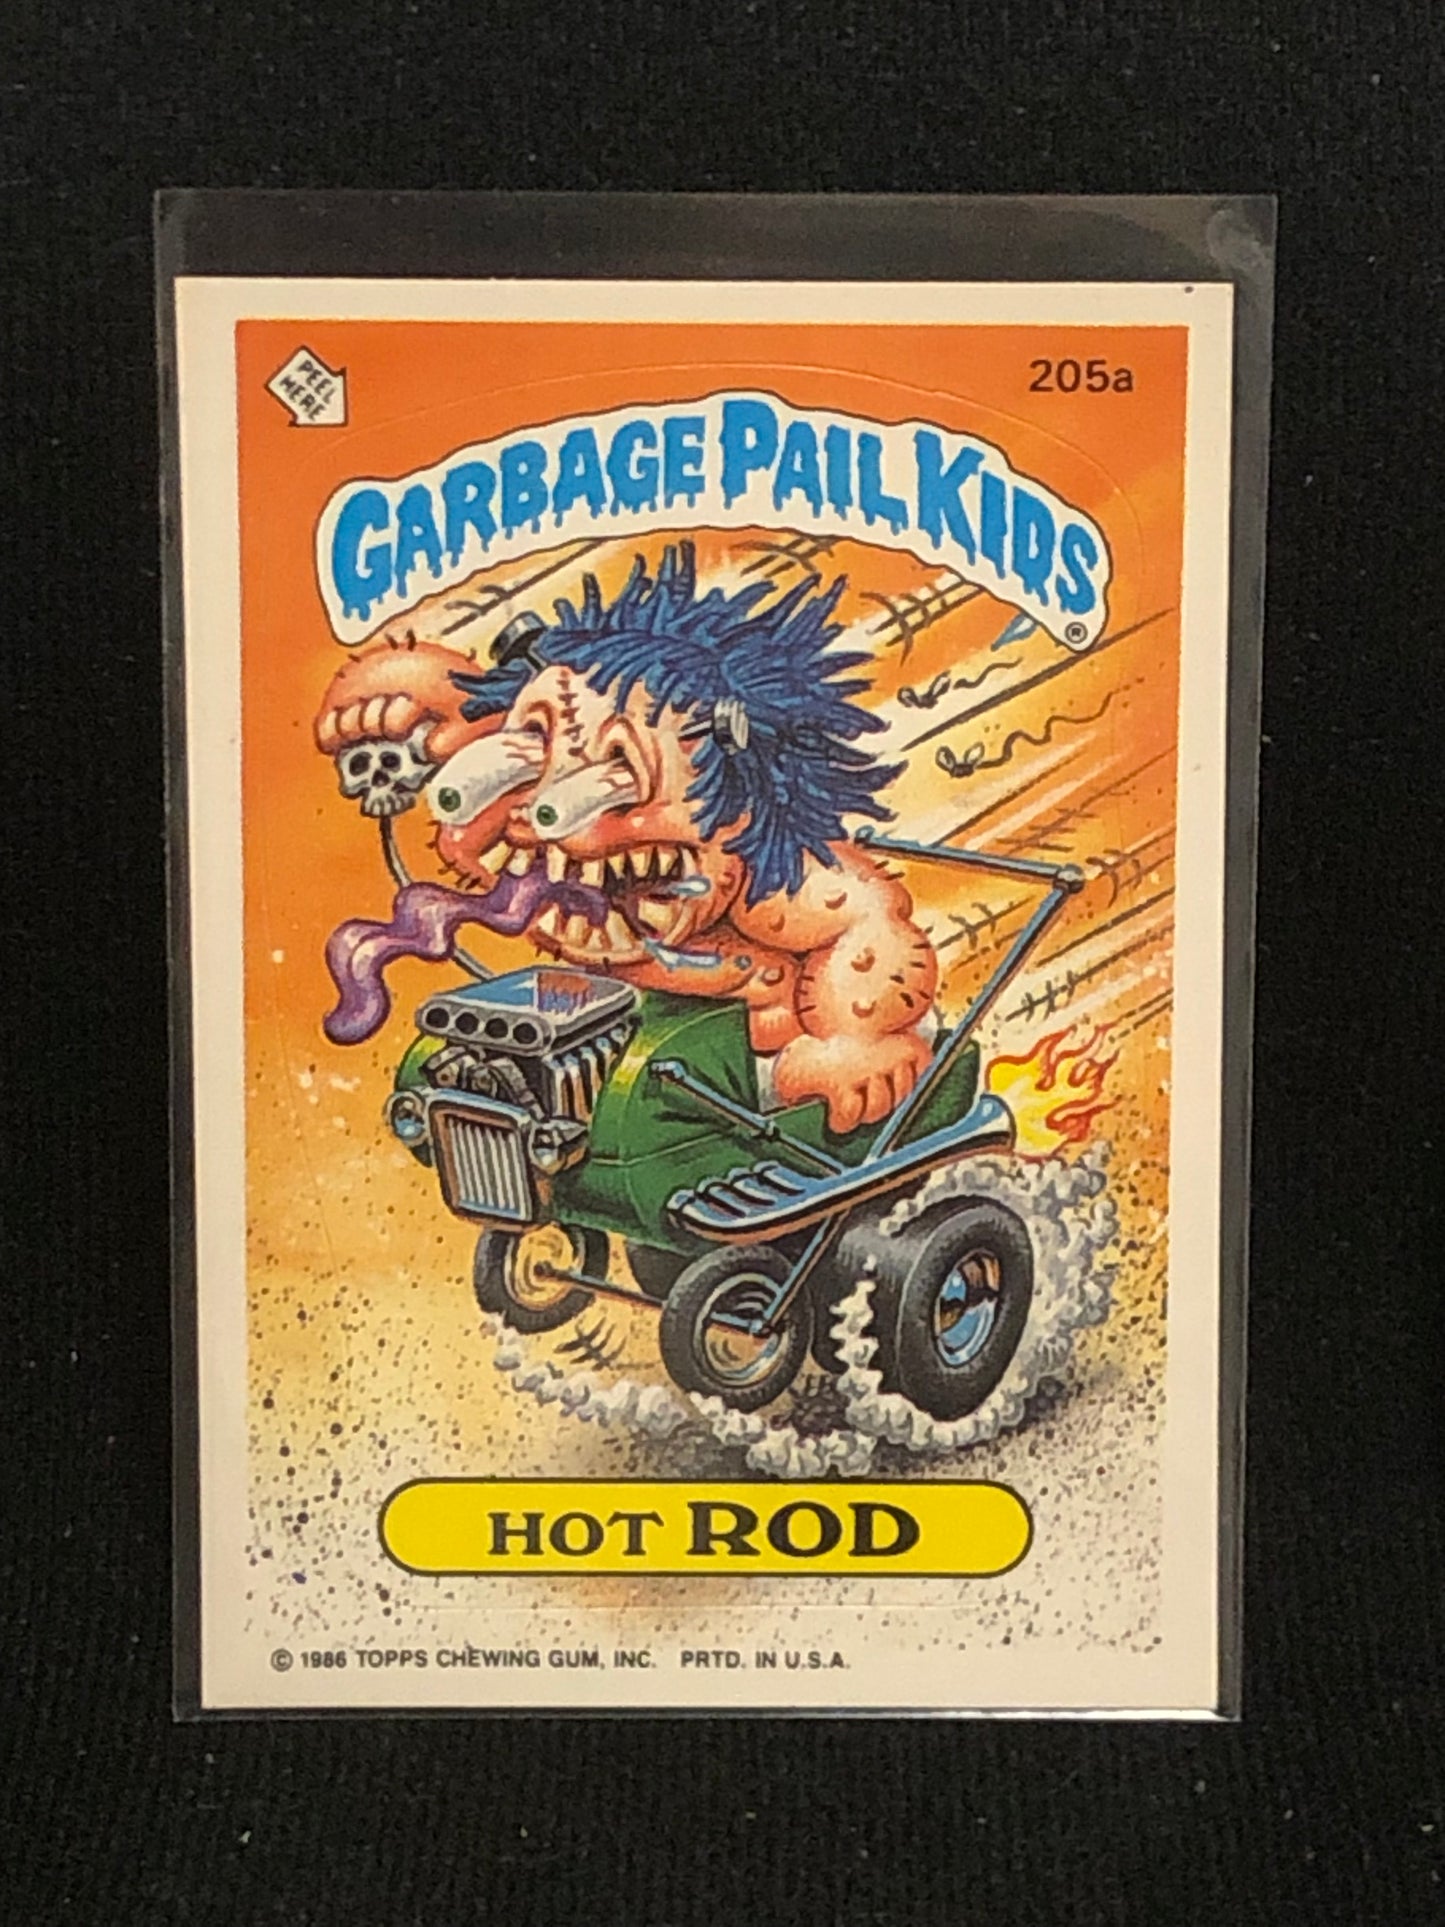 PEEL
HERE
205a
GARBAGE PAIL KIDS
®
HOT ROD
© 1986 TOPPS CHEWING GUM, INC. PRTD. IN U.S.A.